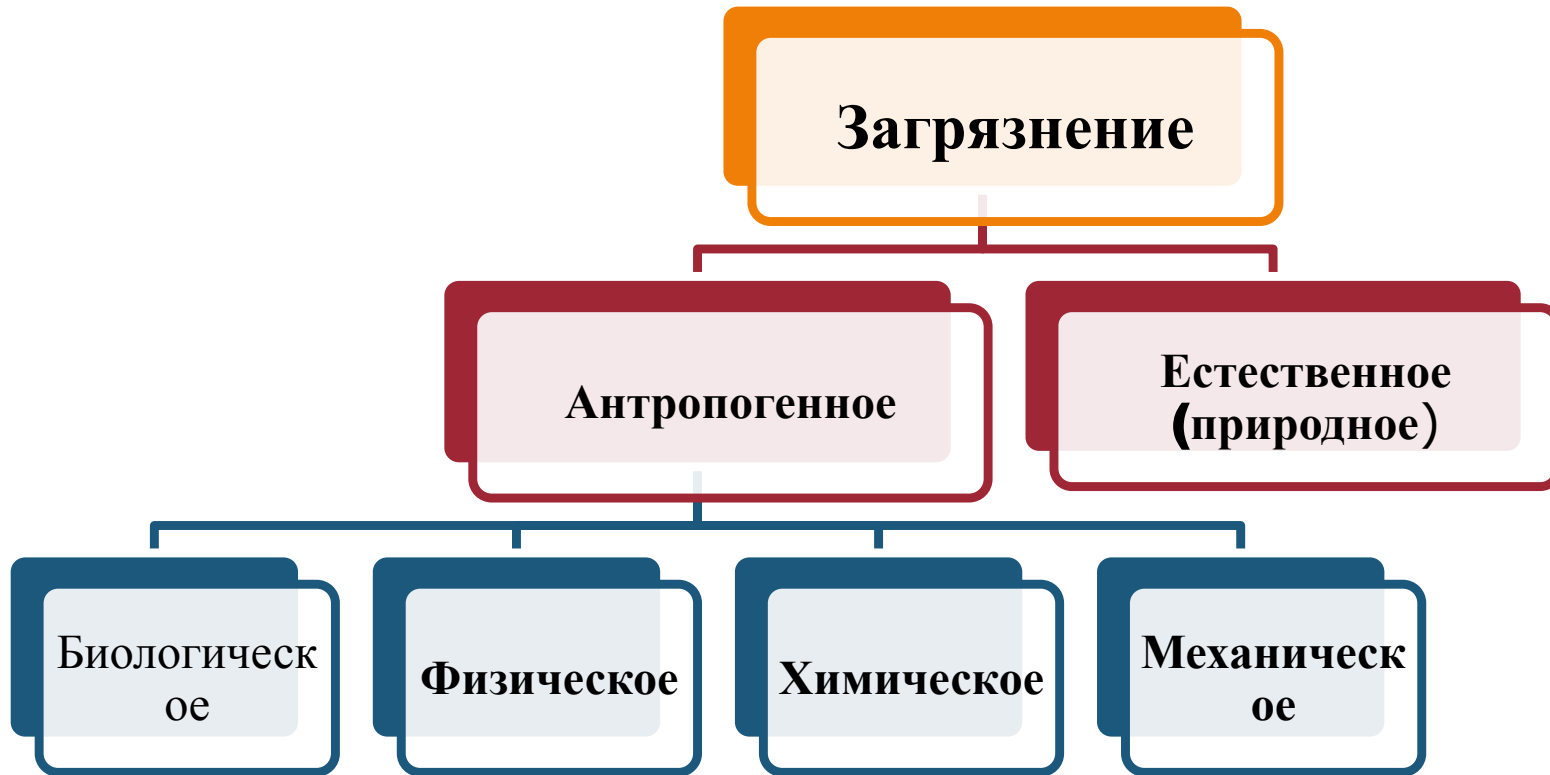 Загрязнение
Антропогенное
Естественное
(природное)
Биологическ
ое
Физическое
Химическое
Механическ
ое